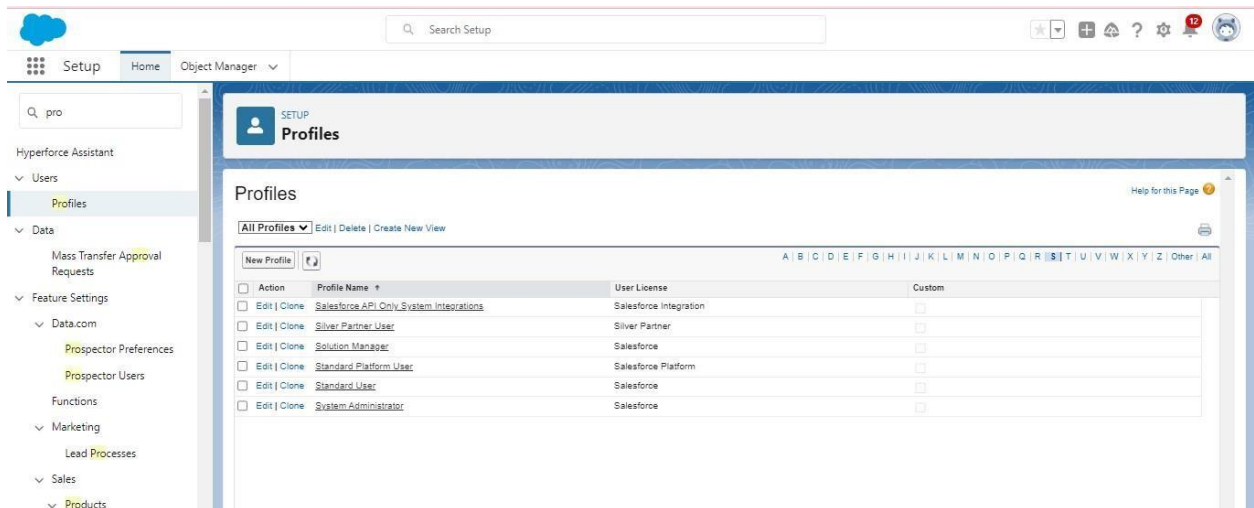 Search Setup
12
Setup Home Object Manager
pro
Hyperforce Assistant
Users
Profiles
Data
Mass Transfer Approval
Requests
Feature Settings
Data.com
Prospector Preferences
Prospector Users
Functions
Marketing
Lead Processes
Sales
Products
SETUP
Profiles
Profiles
Help for this Page
All Profiles Edit | Delete | Create New View
New Profile A | B | C | D | E | F | G | H | I | J | K | L | M | N | O | P | Q | R | S | T | U | V | W | X | Y | Z | Other | All
Action Profile Name User License Custom
Edit | Clone Salesforce API Only System Integrations Salesforce Integration
Edit | Clone Silver Partner User Silver Partner
Edit | Clone Solution Manager Salesforce
Edit | Clone Standard Platform User Salesforce Platform
Edit | Clone Standard User Salesforce
Edit | Clone System Administrator Salesforce